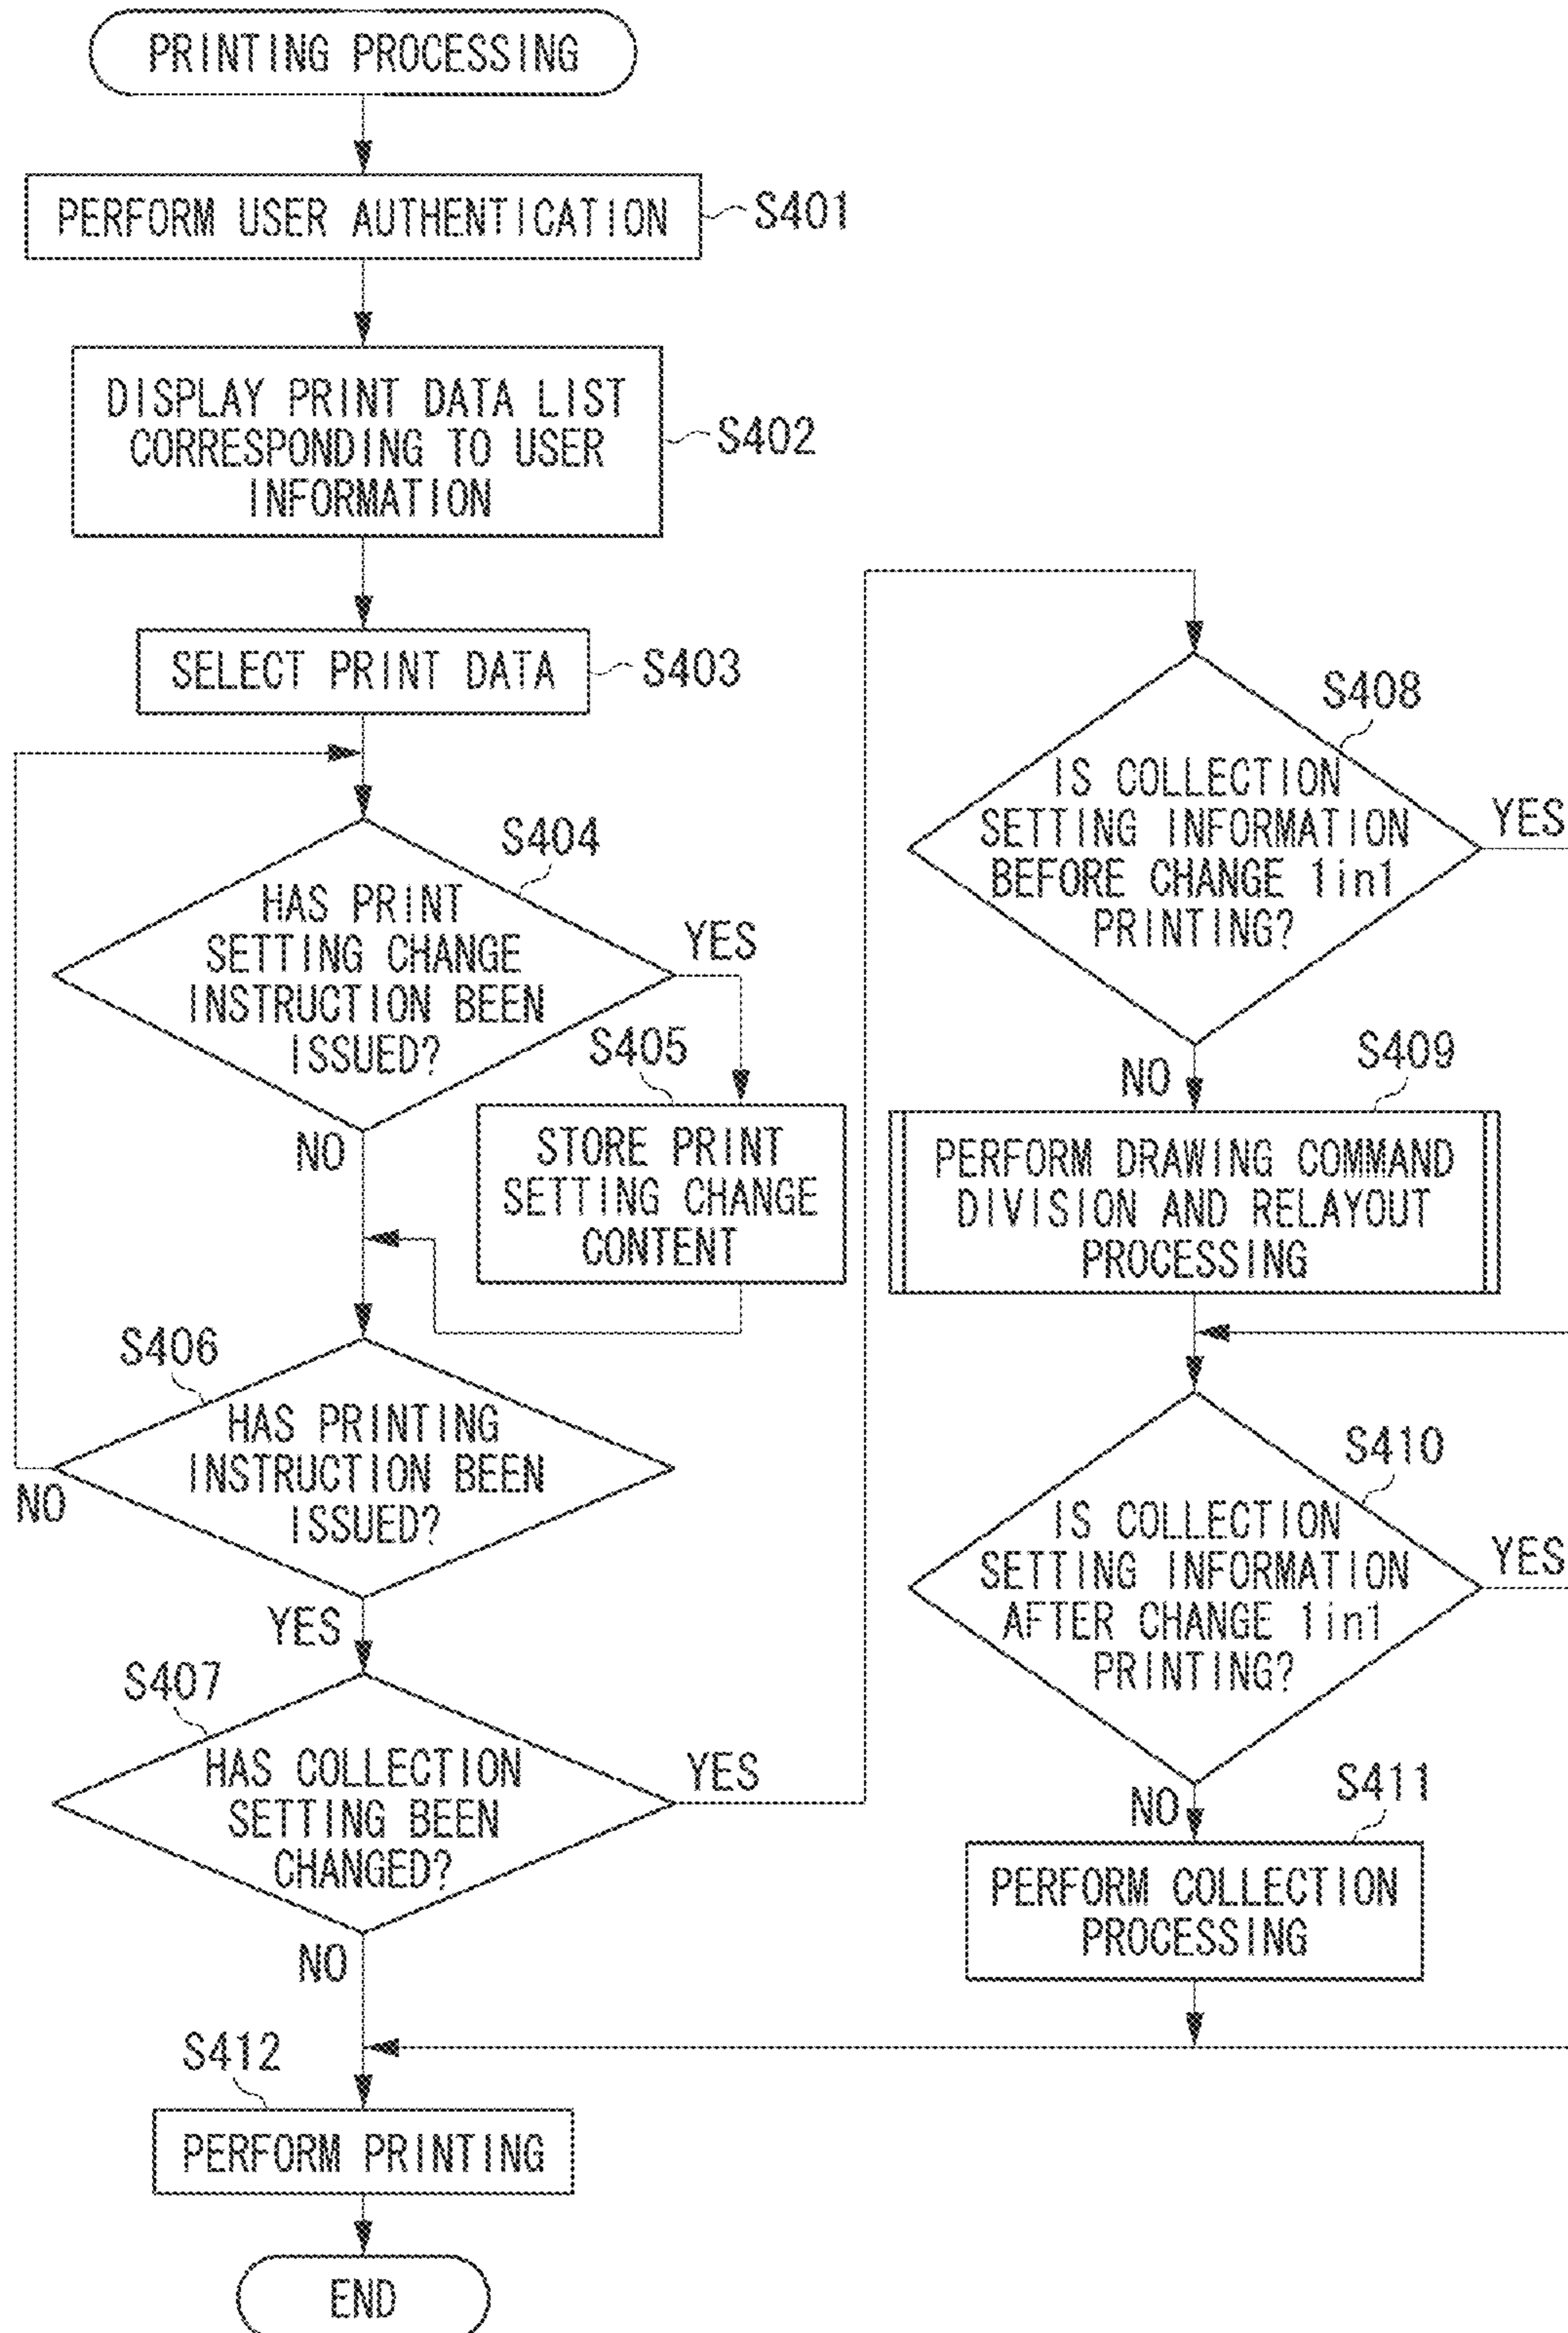 PRINTING PROCESSING
PERFORM USER AUTHENTICATION
S401
DISPLAY PRINT DATA LIST
CORRESPONDING TO USER
INFORMATION
S402
SELECT PRINT DATA
S403
S404
HAS PRINT
SETTING CHANGE
INSTRUCTION BEEN
ISSUED?
YES
NO
S405
STORE PRINT
SETTING CHANGE
CONTENT
S406
HAS PRINTING
INSTRUCTION BEEN
ISSUED?
NO
YES
S407
HAS COLLECTION
SETTING BEEN
CHANGED?
YES
NO
S408
IS COLLECTION
SETTING INFORMATION
BEFORE CHANGE 1in1
PRINTING?
YES
NO
S409
PERFORM DRAWING COMMAND
DIVISION AND RELAYOUT
PROCESSING
S410
IS COLLECTION
SETTING INFORMATION
AFTER CHANGE 1in1
PRINTING?
YES
NO
S411
PERFORM COLLECTION
PROCESSING
S412
PERFORM PRINTING
END